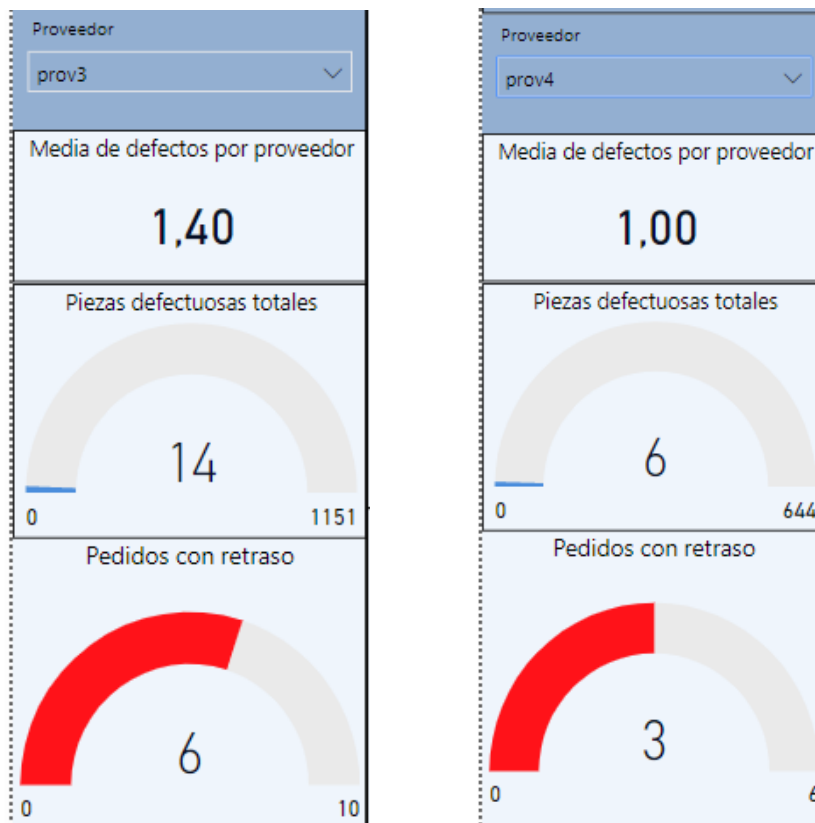 Proveedor
prov3
Media de defectos por proveedor
1,40
Piezas defectuosas totales
14
0 1151
Pedidos con retraso
6
0 10
Proveedor
prov4
Media de defectos por proveedor
1,00
Piezas defectuosas totales
6
0 644
Pedidos con retraso
3
0 6